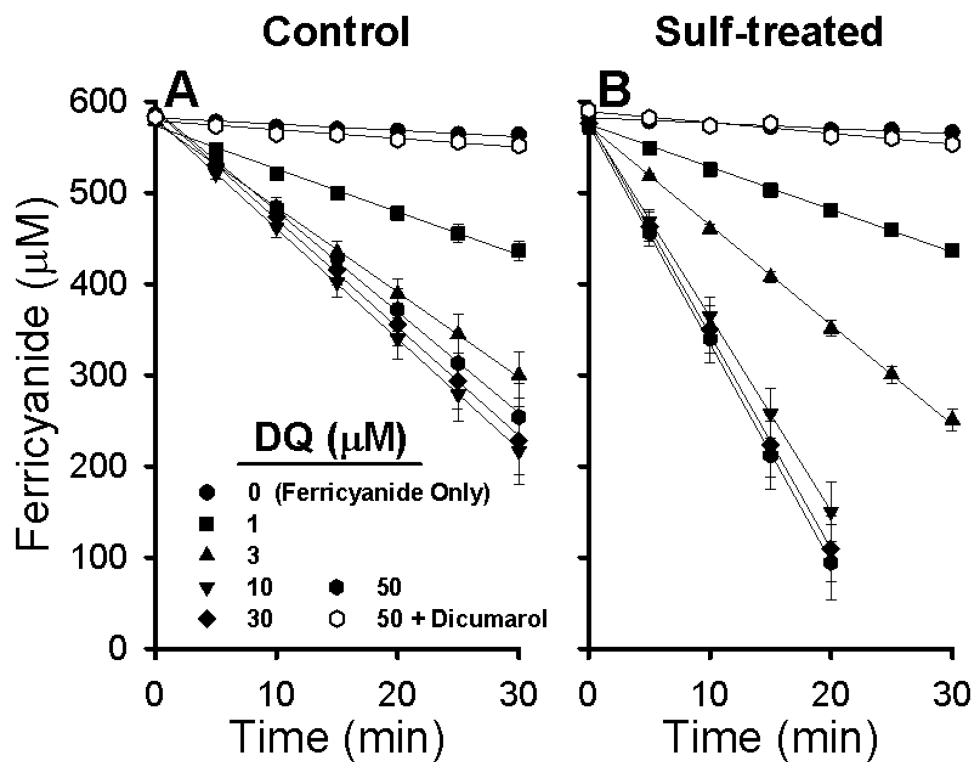 Control Sulf-treated
A B
Ferricyanide (µM)
600
500
400
300
200
100
0
DQ (µM)
0 (Ferricyanide Only)
1
3
10 50
30 50 + Dicumarol
0 10 20 30 0 10 20 30
Time (min) Time (min)